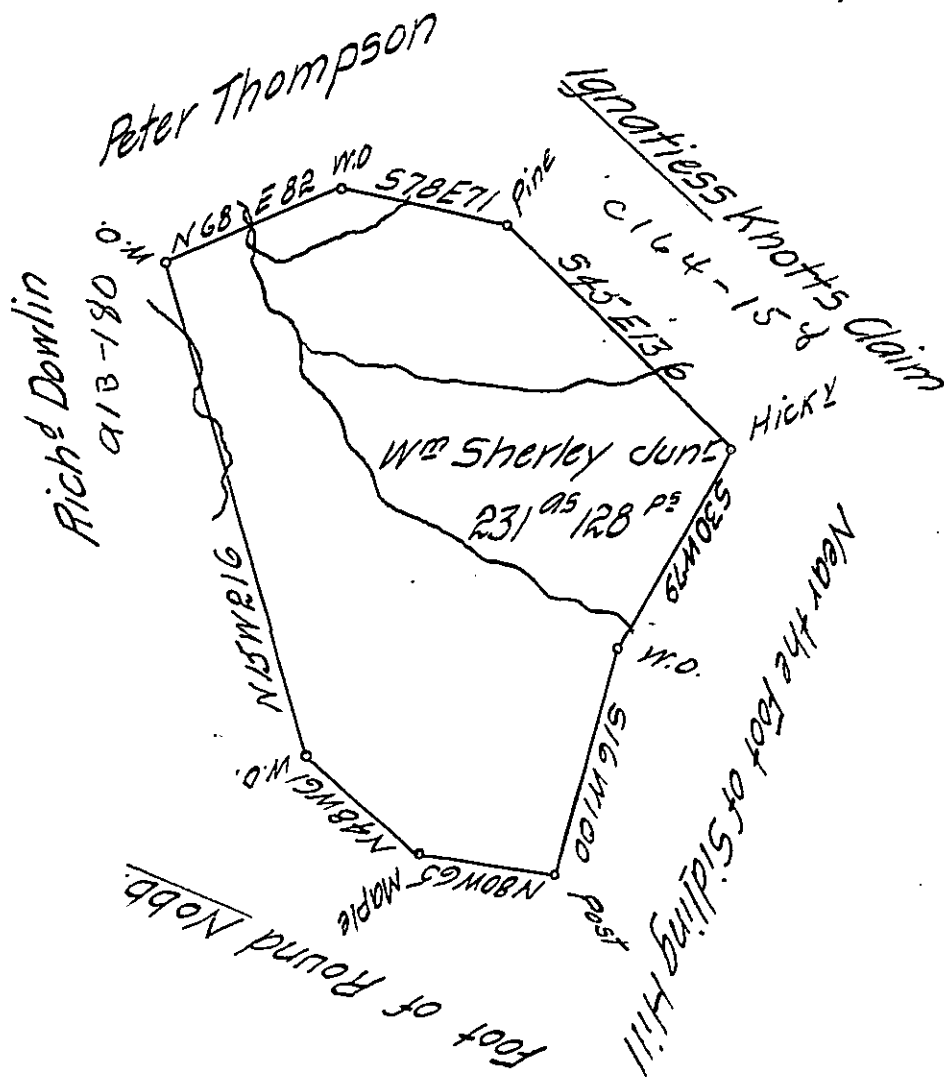 Peter Thompson
Ignatiess Knotts Claim
C164-158
Richd Dowlin
a13-180
W.O.
N68E82
W.O
S78E71
Pine
S45E136
Hicky
S30W79
W.O.
S16W100
Post
N80W65
Maple
N48W61
W.O.
N15W216
Wm Sherley Junr
231 as 128 ps
Near the foot of Sidling Hill
Foot of Round Nobb.